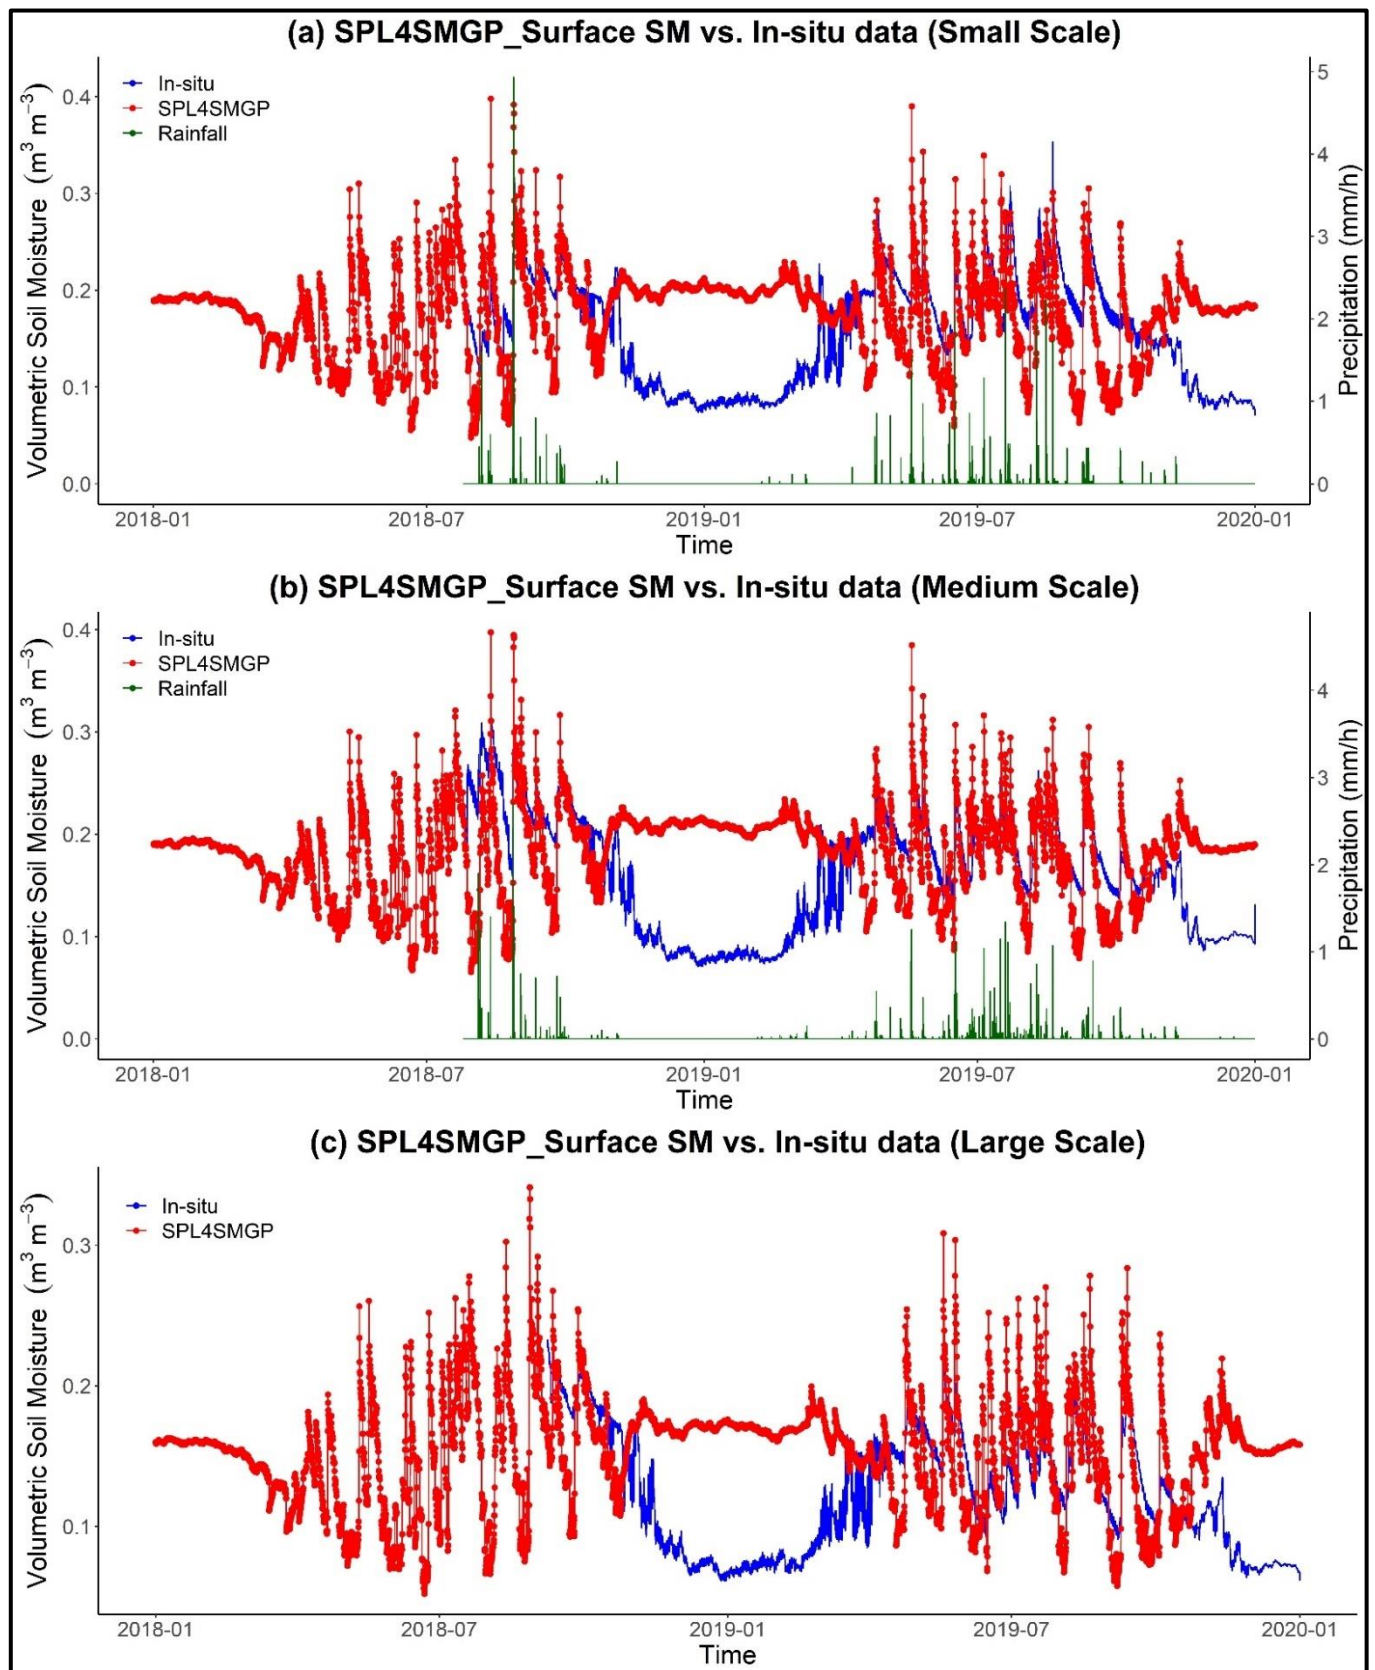 (a) SPL4SMGP_Surface SM vs. In-situ data (Small Scale)
Volumetric Soil Moisture (m³ m⁻³)
0.4
0.3
0.2
0.1
0.0
In-situ
SPL4SMGP
Rainfall
5
4
3
2
1
0
Precipitation (mm/h)
2018-01 2018-07 2019-01 2019-07 2020-01
Time
(b) SPL4SMGP_Surface SM vs. In-situ data (Medium Scale)
Volumetric Soil Moisture (m³ m⁻³)
0.4
0.3
0.2
0.1
0.0
In-situ
SPL4SMGP
Rainfall
4
3
2
1
0
Precipitation (mm/h)
2018-01 2018-07 2019-01 2019-07 2020-01
Time
(c) SPL4SMGP_Surface SM vs. In-situ data (Large Scale)
Volumetric Soil Moisture (m³ m⁻³)
0.3
0.2
0.1
In-situ
SPL4SMGP
2018-01 2018-07 2019-01 2019-07 2020-01
Time